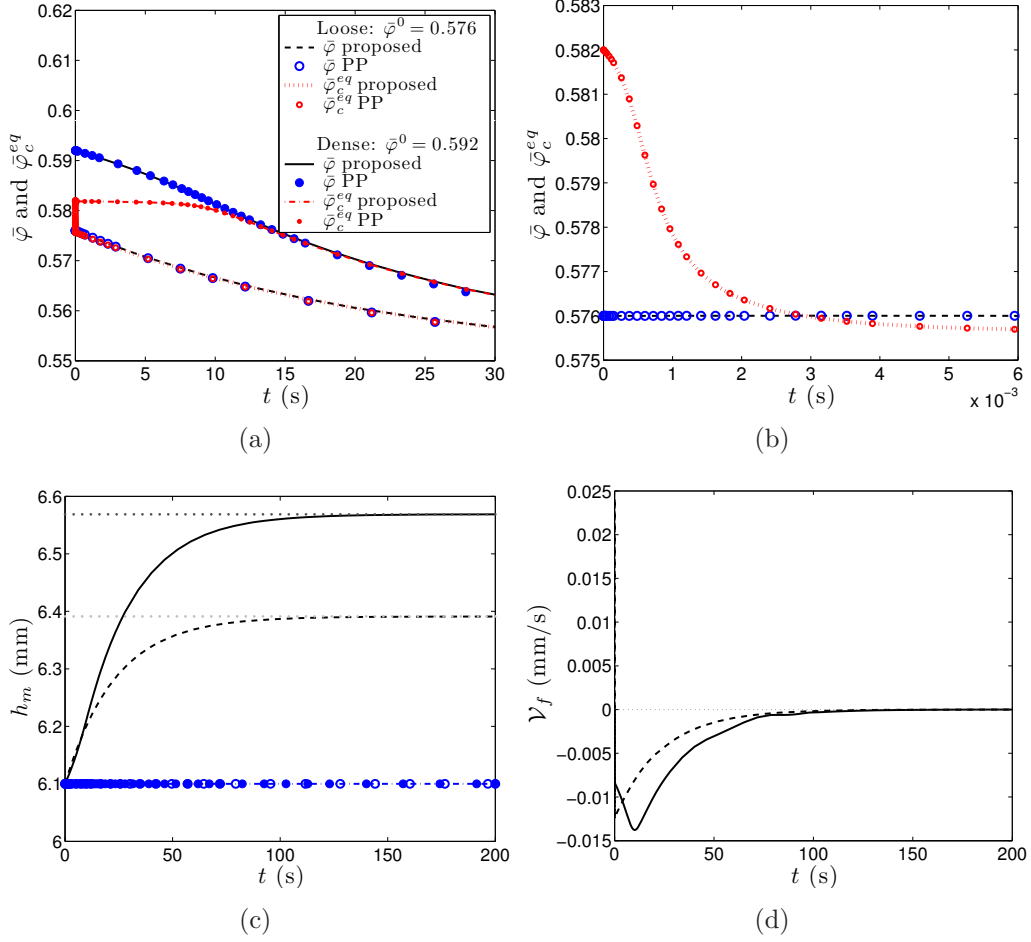 0.62
0.61
0.6
0.59
0.58
0.57
0.56
0.55
φ̄ and φ̄_c^{eq}
0
5
10
15
20
25
30
t (s)
Loose: φ̄⁰ = 0.576
φ̄ proposed
φ̄ PP
φ̄_c^{eq} proposed
φ̄_c^{eq} PP
Dense: φ̄⁰ = 0.592
φ̄ proposed
φ̄ PP
φ̄_c^{eq} proposed
φ̄_c^{eq} PP
(a)
0.583
0.582
0.581
0.58
0.579
0.578
0.577
0.576
0.575
φ̄ and φ̄_c^{eq}
0
1
2
3
4
5
6
x 10⁻³
t (s)
(b)
6.6
6.5
6.4
6.3
6.2
6.1
6
h_m (mm)
0
50
100
150
200
t (s)
(c)
0.025
0.02
0.015
0.01
0.005
0
−0.005
−0.01
−0.015
𝒱_f (mm/s)
0
50
100
150
200
t (s)
(d)